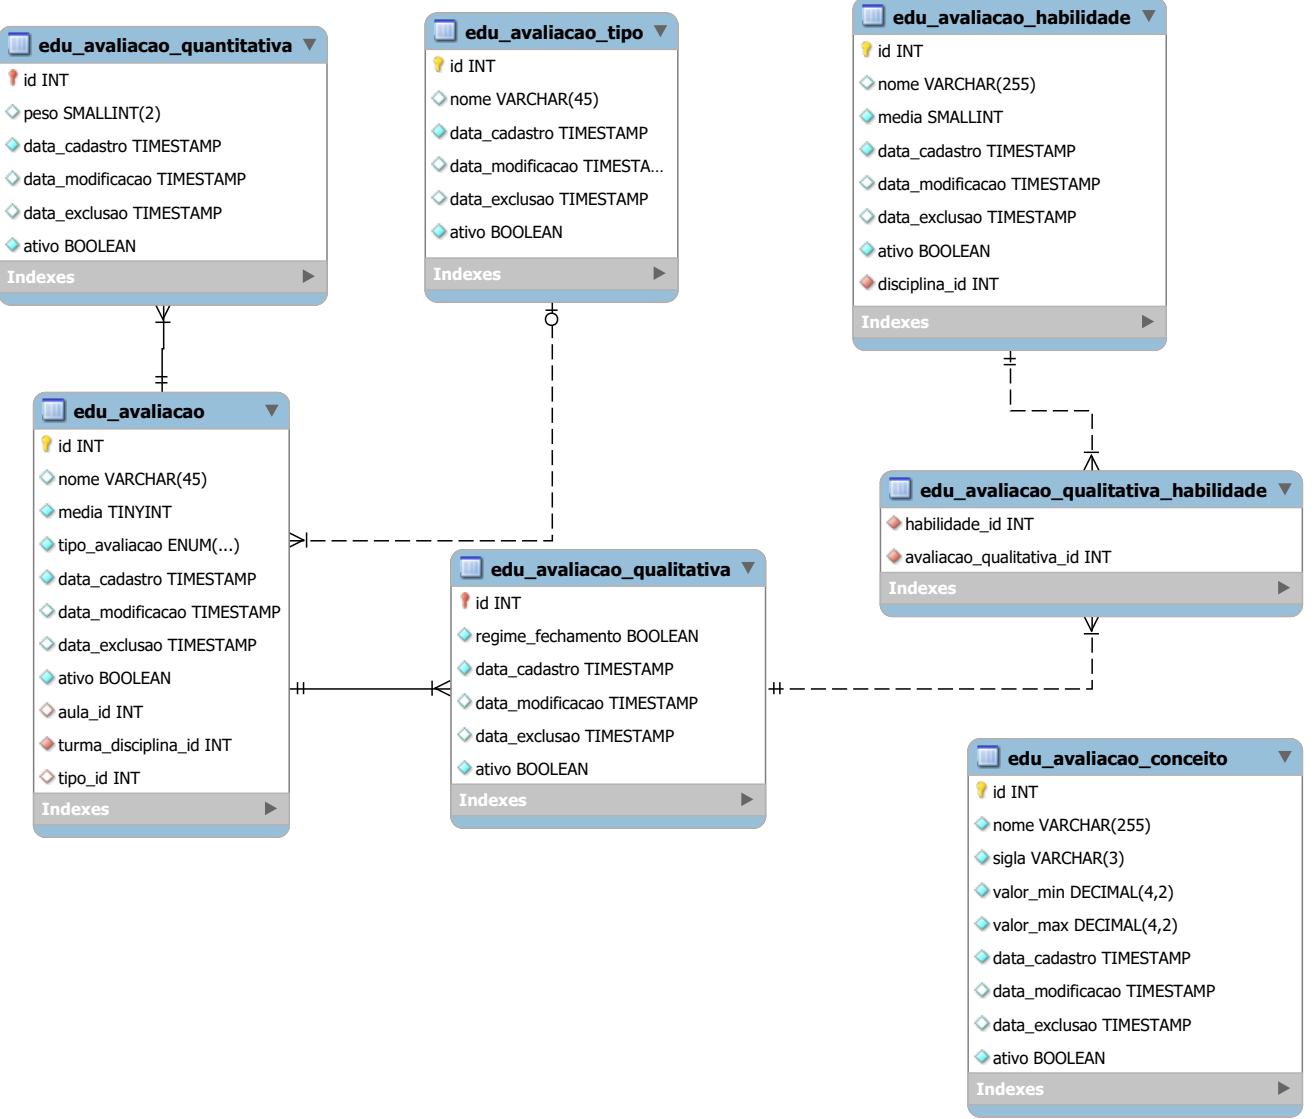 edu_avaliacao_quantitativa
id INT
peso SMALLINT(2)
data_cadastro TIMESTAMP
data_modificacao TIMESTAMP
data_exclusao TIMESTAMP
ativo BOOLEAN
Indexes
edu_avaliacao_tipo
id INT
nome VARCHAR(45)
data_cadastro TIMESTAMP
data_modificacao TIMESTA...
data_exclusao TIMESTAMP
ativo BOOLEAN
Indexes
edu_avaliacao_habilidade
id INT
nome VARCHAR(255)
media SMALLINT
data_cadastro TIMESTAMP
data_modificacao TIMESTAMP
data_exclusao TIMESTAMP
ativo BOOLEAN
disciplina_id INT
Indexes
edu_avaliacao
id INT
nome VARCHAR(45)
media TINYINT
tipo_avaliacao ENUM(...)
data_cadastro TIMESTAMP
data_modificacao TIMESTAMP
data_exclusao TIMESTAMP
ativo BOOLEAN
aula_id INT
turma_disciplina_id INT
tipo_id INT
Indexes
edu_avaliacao_qualitativa
id INT
regime_fechamento BOOLEAN
data_cadastro TIMESTAMP
data_modificacao TIMESTAMP
data_exclusao TIMESTAMP
ativo BOOLEAN
Indexes
edu_avaliacao_qualitativa_habilidade
habilidade_id INT
avaliacao_qualitativa_id INT
Indexes
edu_avaliacao_conceito
id INT
nome VARCHAR(255)
sigla VARCHAR(3)
valor_min DECIMAL(4,2)
valor_max DECIMAL(4,2)
data_cadastro TIMESTAMP
data_modificacao TIMESTAMP
data_exclusao TIMESTAMP
ativo BOOLEAN
Indexes